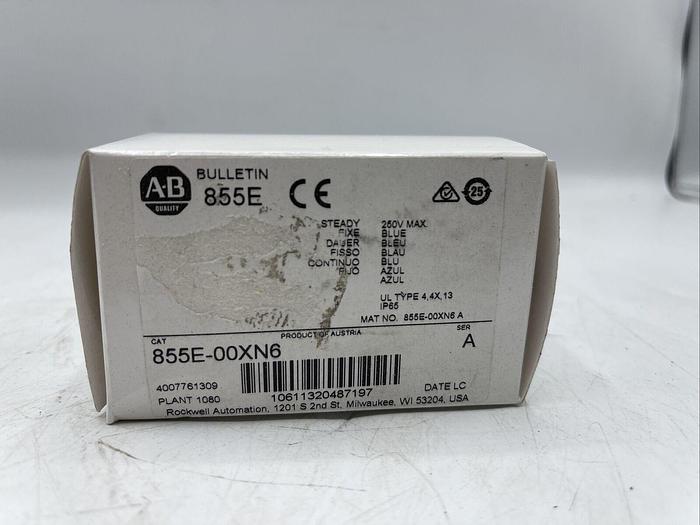 A-B
QUALITY
BULLETIN
855E CE
25
STEADY 250V MAX.
FIXE BLUE
DAUER BLEU
FISSO BLAU
CONTINUO BLU
FIJO AZUL
AZUL
UL TYPE 4,4X,13
IP65
MAT NO. 855E-00XN6 A
PRODUCT OF AUSTRIA
CAT SER
855E-00XN6 A
4007761309
PLANT 1080
10611320487197
DATE LC
Rockwell Automation, 1201 S 2nd St, Milwaukee, WI 53204, USA